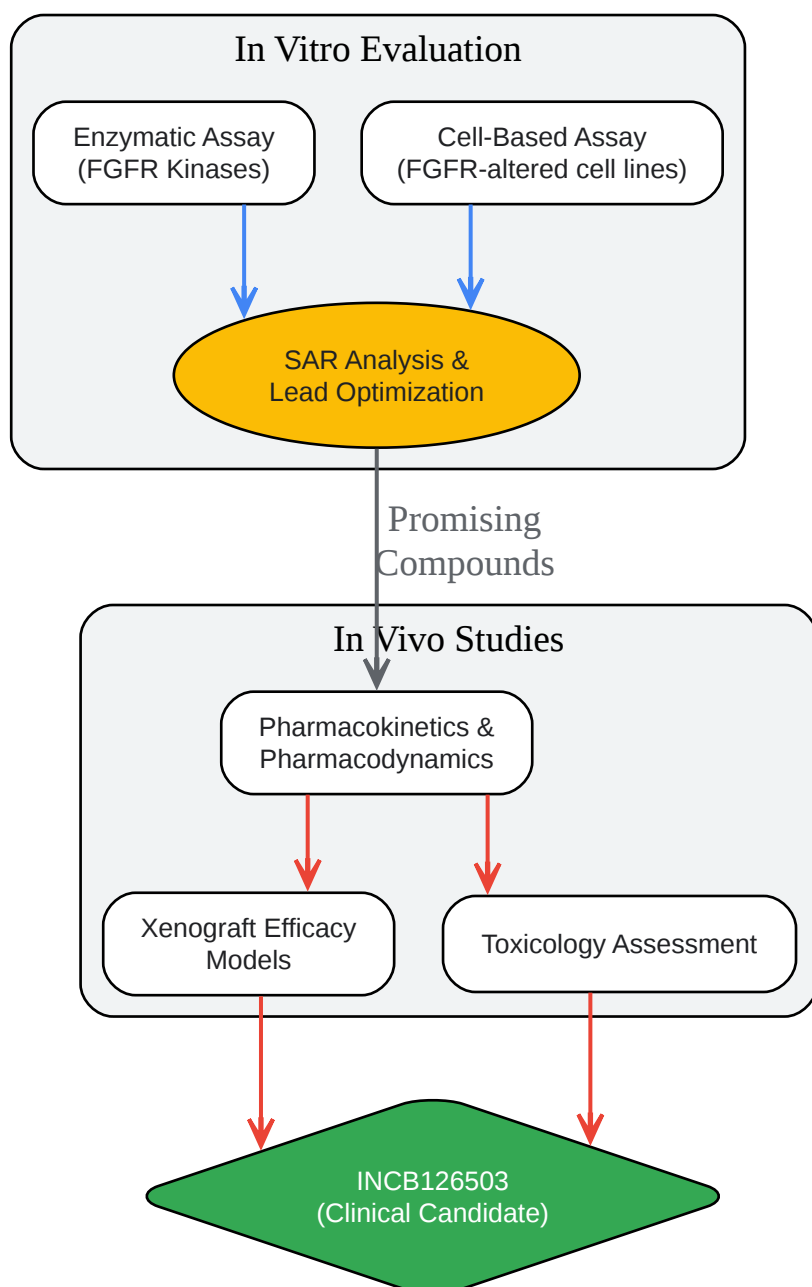 In Vitro Evaluation
Enzymatic Assay
(FGFR Kinases)
Cell-Based Assay
(FGFR-altered cell lines)
SAR Analysis &
Lead Optimization
Promising
Compounds
In Vivo Studies
Pharmacokinetics &
Pharmacodynamics
Xenograft Efficacy
Models
Toxicology Assessment
INCB126503
(Clinical Candidate)